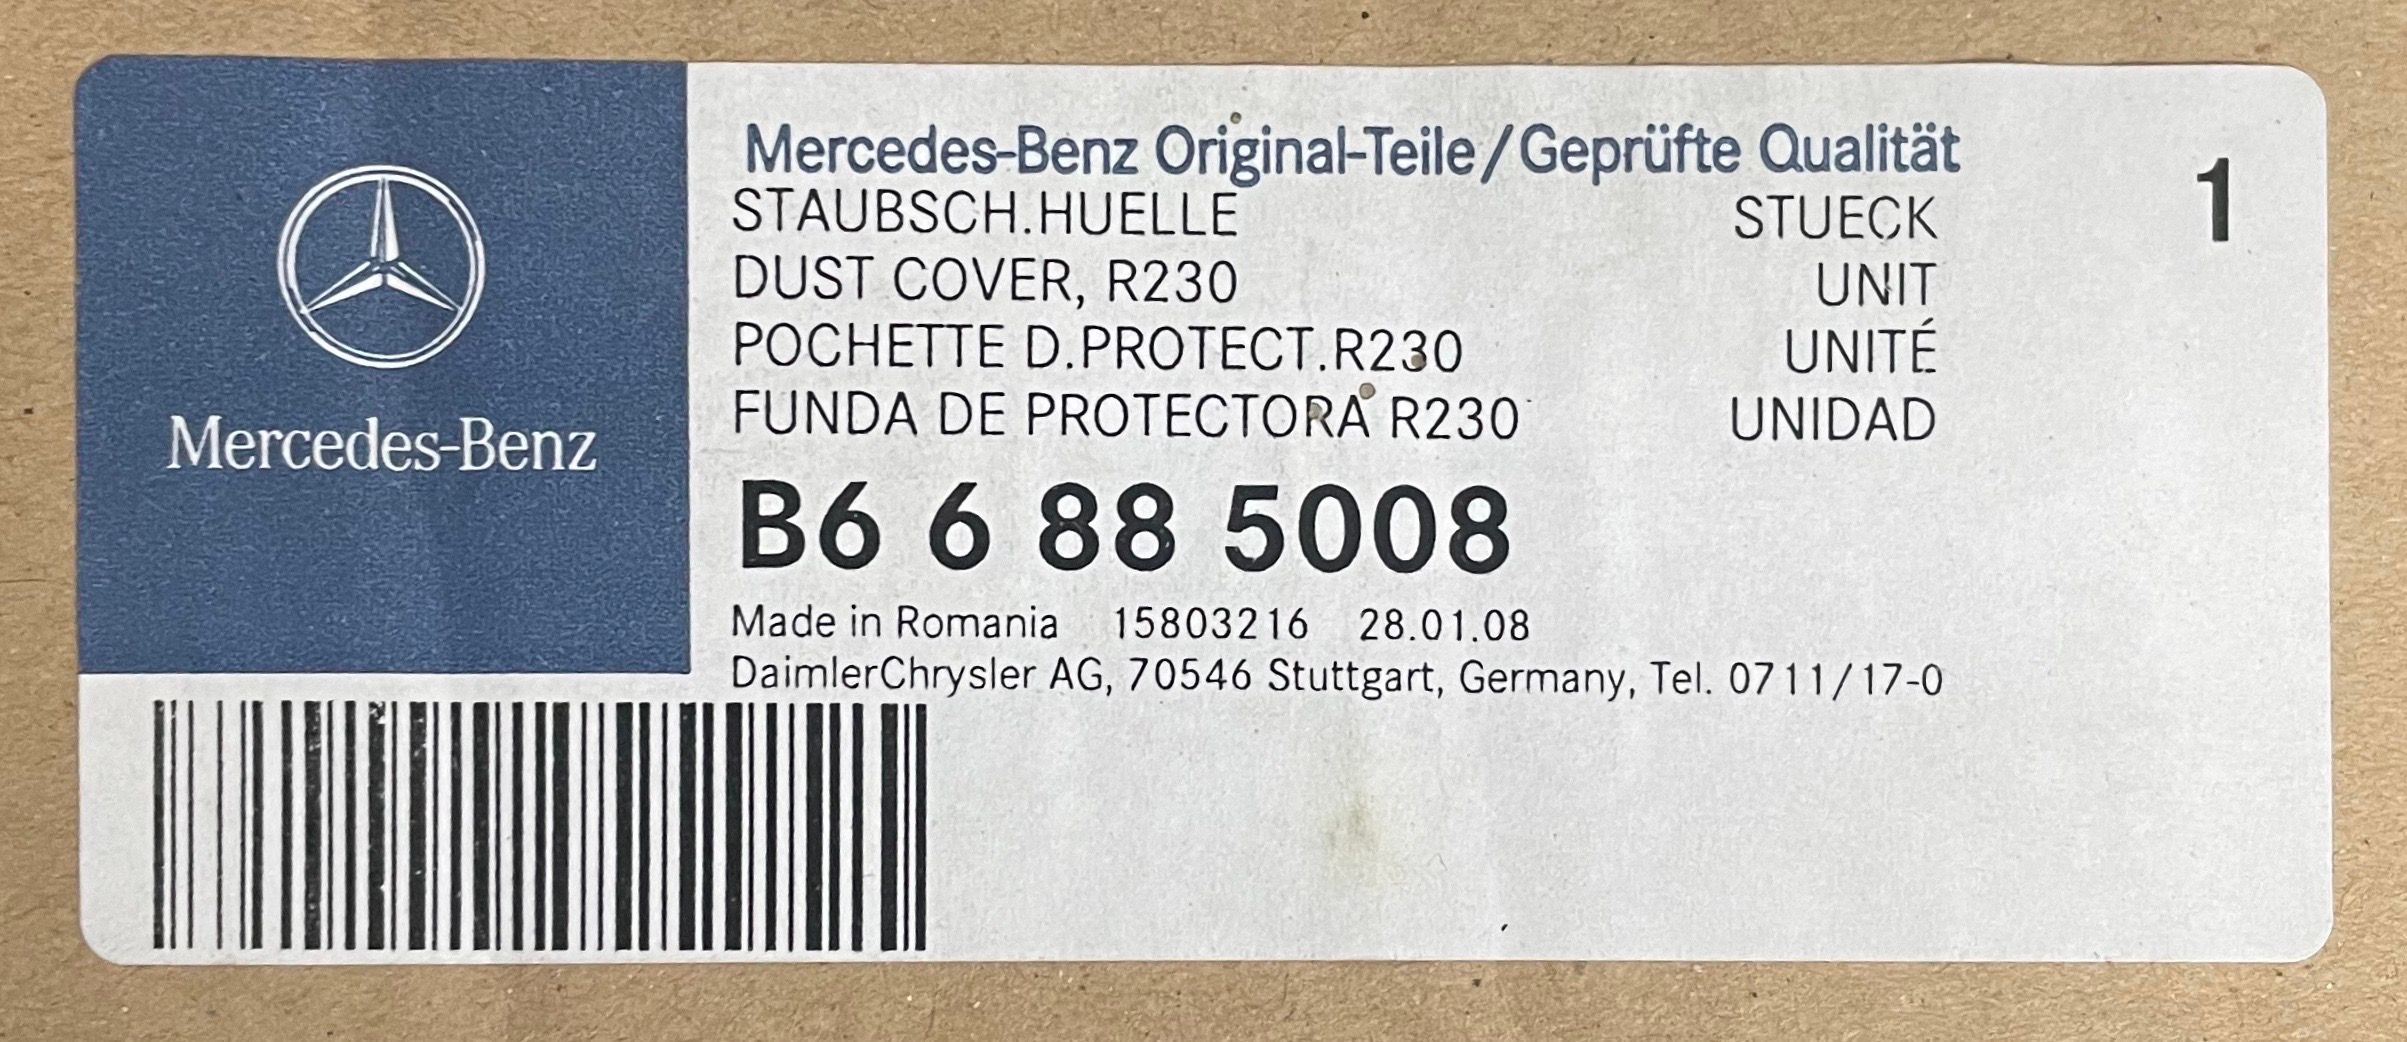 Mercedes-Benz
Mercedes-Benz Original-Teile/Geprüfte Qualität
STAUBSCH.HUELLE STUECK 1
DUST COVER, R230 UNIT
POCHETTE D.PROTECT.R230 UNITÉ
FUNDA DE PROTECTORA R230 UNIDAD
B6 6 88 5008
Made in Romania 15803216 28.01.08
DaimlerChrysler AG, 70546 Stuttgart, Germany, Tel. 0711/17-0